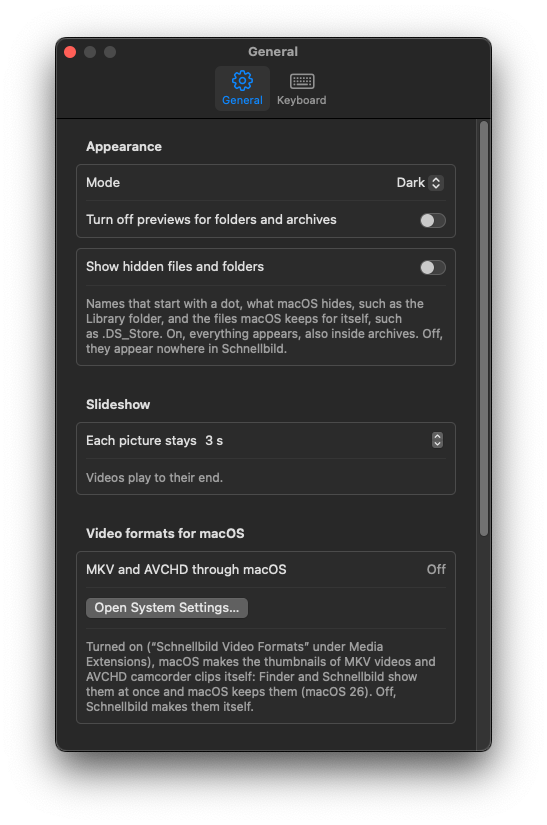 General
General
Keyboard
Appearance
Mode
Dark
Turn off previews for folders and archives
Show hidden files and folders
Names that start with a dot, what macOS hides, such as the
Library folder, and the files macOS keeps for itself, such
as .DS_Store. On, everything appears, also inside archives. Off,
they appear nowhere in Schnellbild.
Slideshow
Each picture stays 3 s
Videos play to their end.
Video formats for macOS
MKV and AVCHD through macOS
Off
Open System Settings...
Turned on (“Schnellbild Video Formats” under Media
Extensions), macOS makes the thumbnails of MKV videos and
AVCHD camcorder clips itself: Finder and Schnellbild show
them at once and macOS keeps them (macOS 26). Off,
Schnellbild makes them itself.